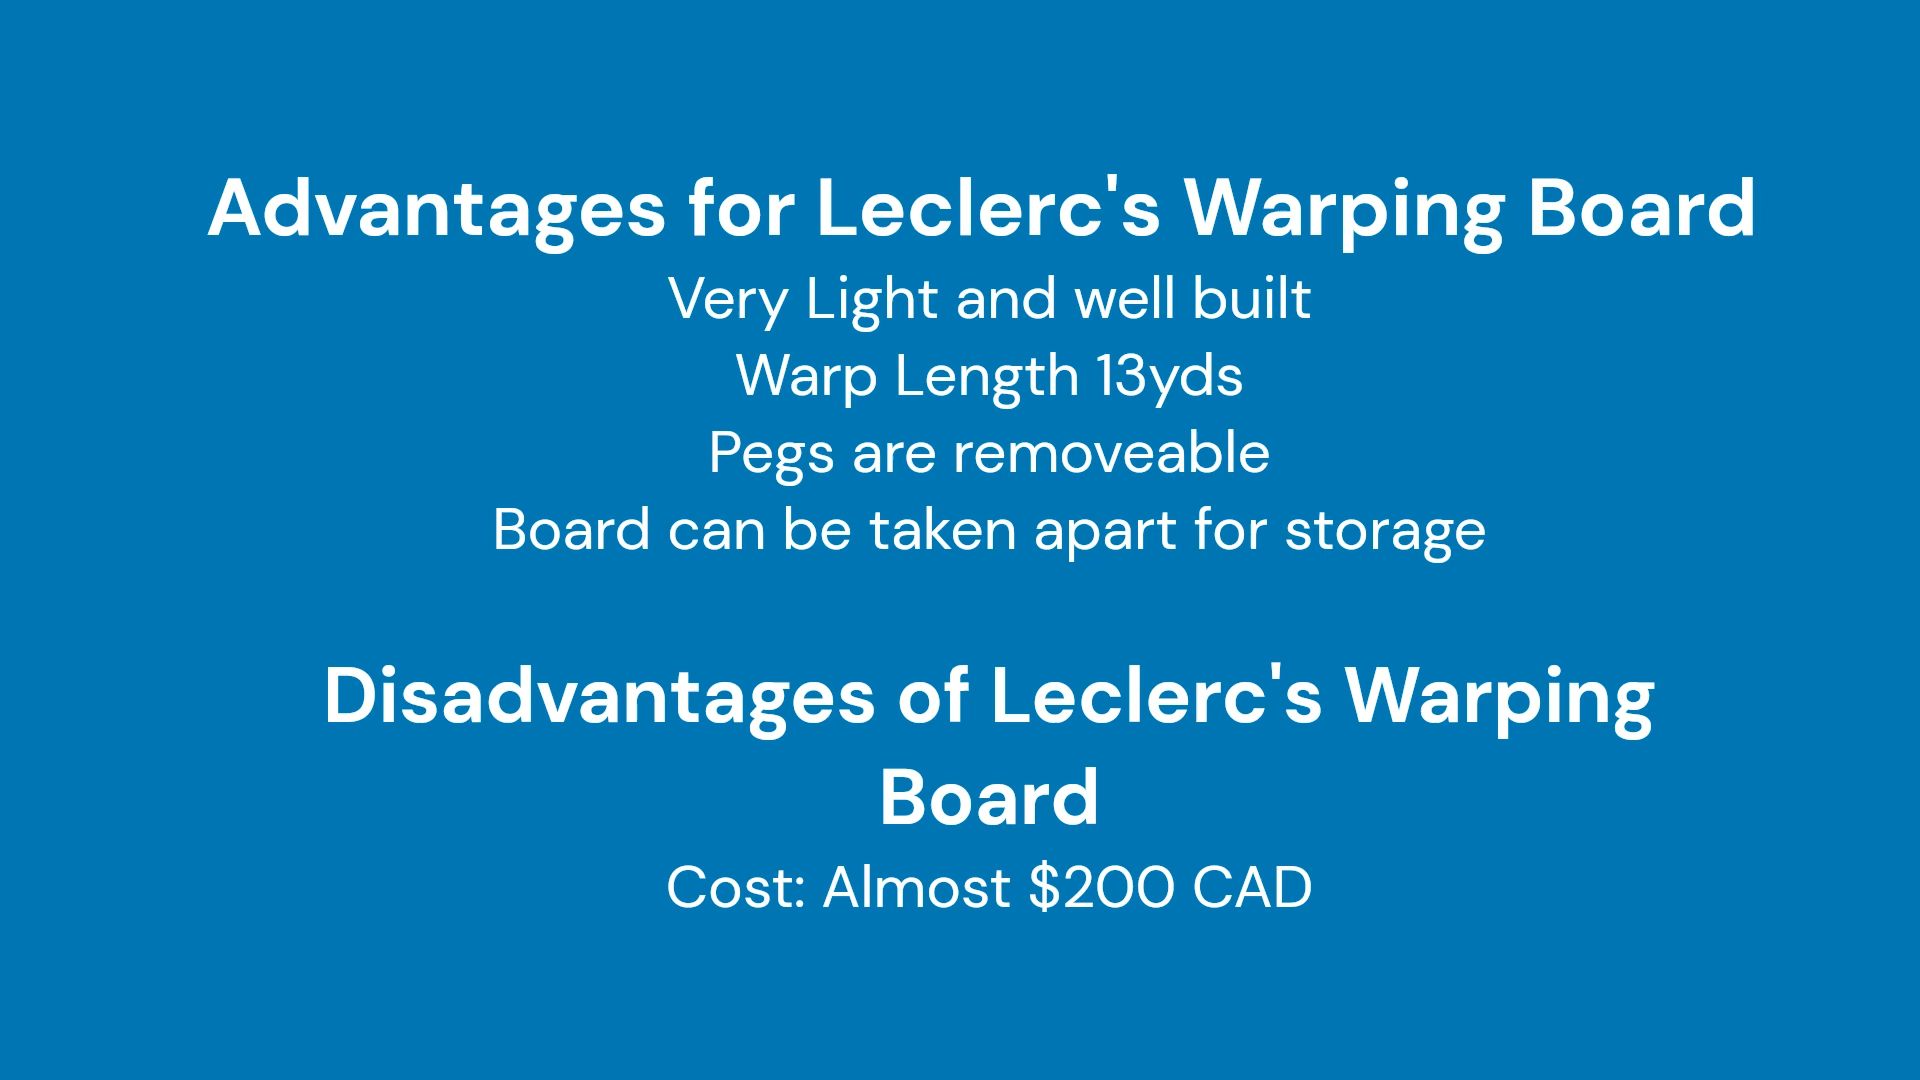 Advantages for Leclerc's Warping Board
Very Light and well built
Warp Length 13yds
Pegs are removeable
Board can be taken apart for storage
Disadvantages of Leclerc's Warping
Board
Cost: Almost $200 CAD